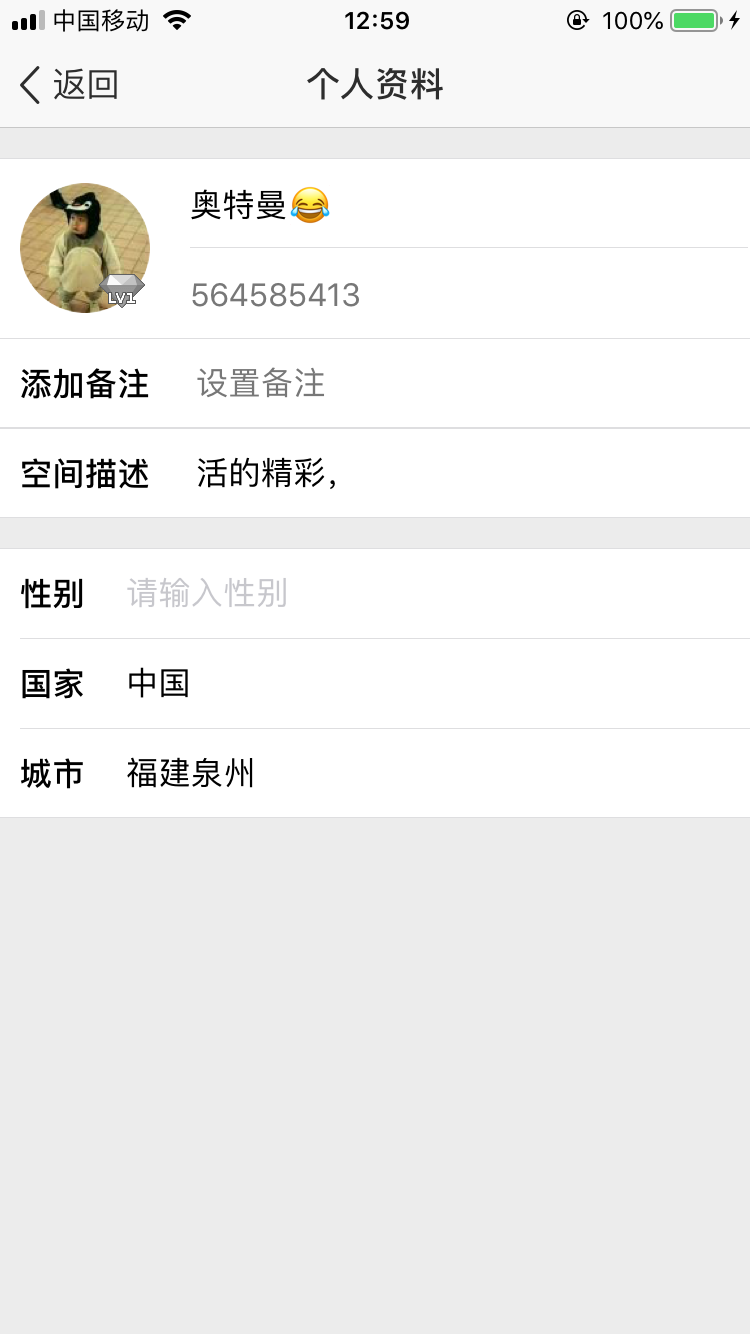 中国移动 12:59 100%
返回 个人资料
奥特曼😂
LV1
564585413
添加备注 设置备注
空间描述 活的精彩，
性别 请输入性别
国家 中国
城市 福建泉州